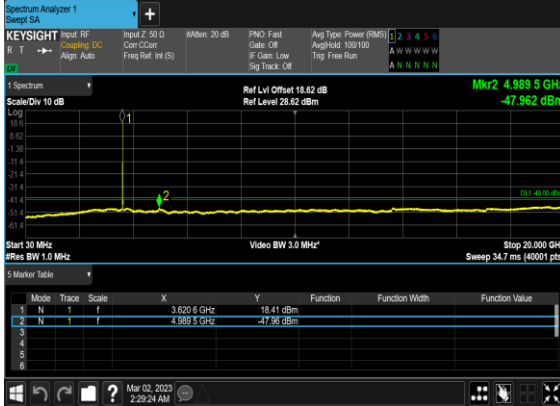 Spectrum Analyzer 1
Swept SA
+
KEYSIGHT
R T
Input: RF
Coupling: DC
Align: Auto
Input Z: 50 Ω
Corr CCorr
Freq Ref: Int (S)
#Atten: 20 dB
PNO: Fast
Gate: Off
IF Gain: Low
Sig Track: Off
Avg Type: Power (RMS)
Avg|Hold: 100/100
Trig: Free Run
1 2 3 4 5 6
A W W W W W
A N N N N N
1 Spectrum
Scale/Div 10 dB
Ref Lvl Offset 18.62 dB
Ref Level 28.62 dBm
Mkr2 4.989 5 GHz
-47.962 dBm
Log
18.6
8.62
-1.38
-11.4
-21.4
-31.4
-41.4
-51.4
-61.4
1
2
DL1 -40.00 dBm
Start 30 MHz
#Res BW 1.0 MHz
Video BW 3.0 MHz*
Stop 20.000 GH
Sweep 34.7 ms (40001 pts
5 Marker Table
Mode Trace Scale X Y Function Function Width Function Value
1 N 1 f 3.620 6 GHz 18.41 dBm
2 N 1 f 4.989 5 GHz -47.96 dBm
3
4
5
6
?
Mar 02, 2023
2:29:24 AM